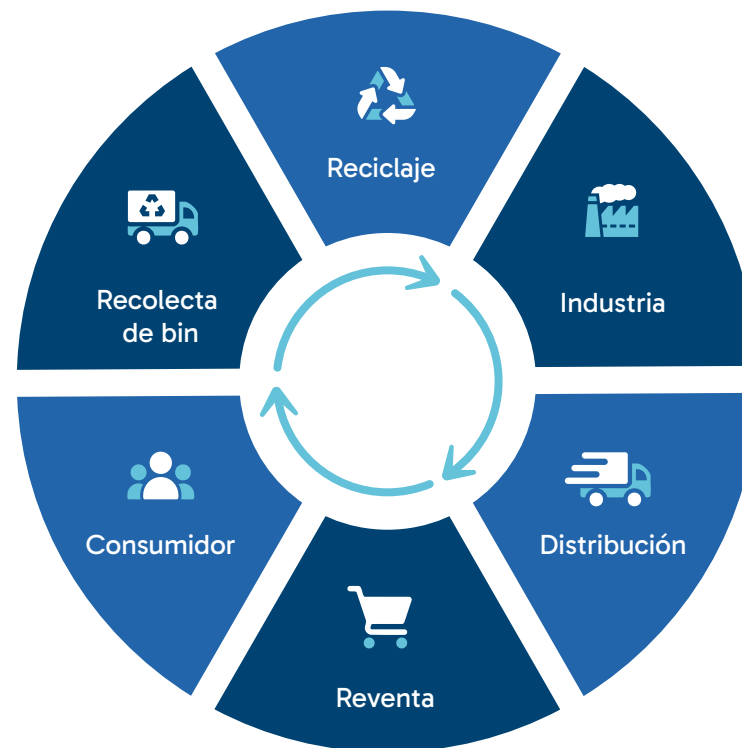 Reciclaje
Industria
Distribución
Reventa
Consumidor
Recolecta
de bin